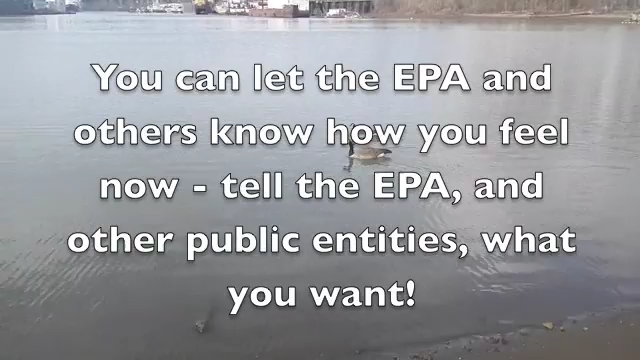 You can let the EPA and
others know how you feel
now - tell the EPA, and
other public entities, what
you want!